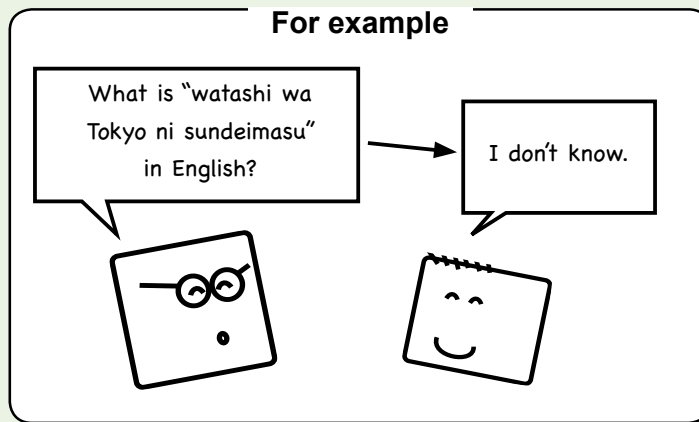 For example
What is “watashi wa
Tokyo ni sundeimasu”
in English?
I don't know.